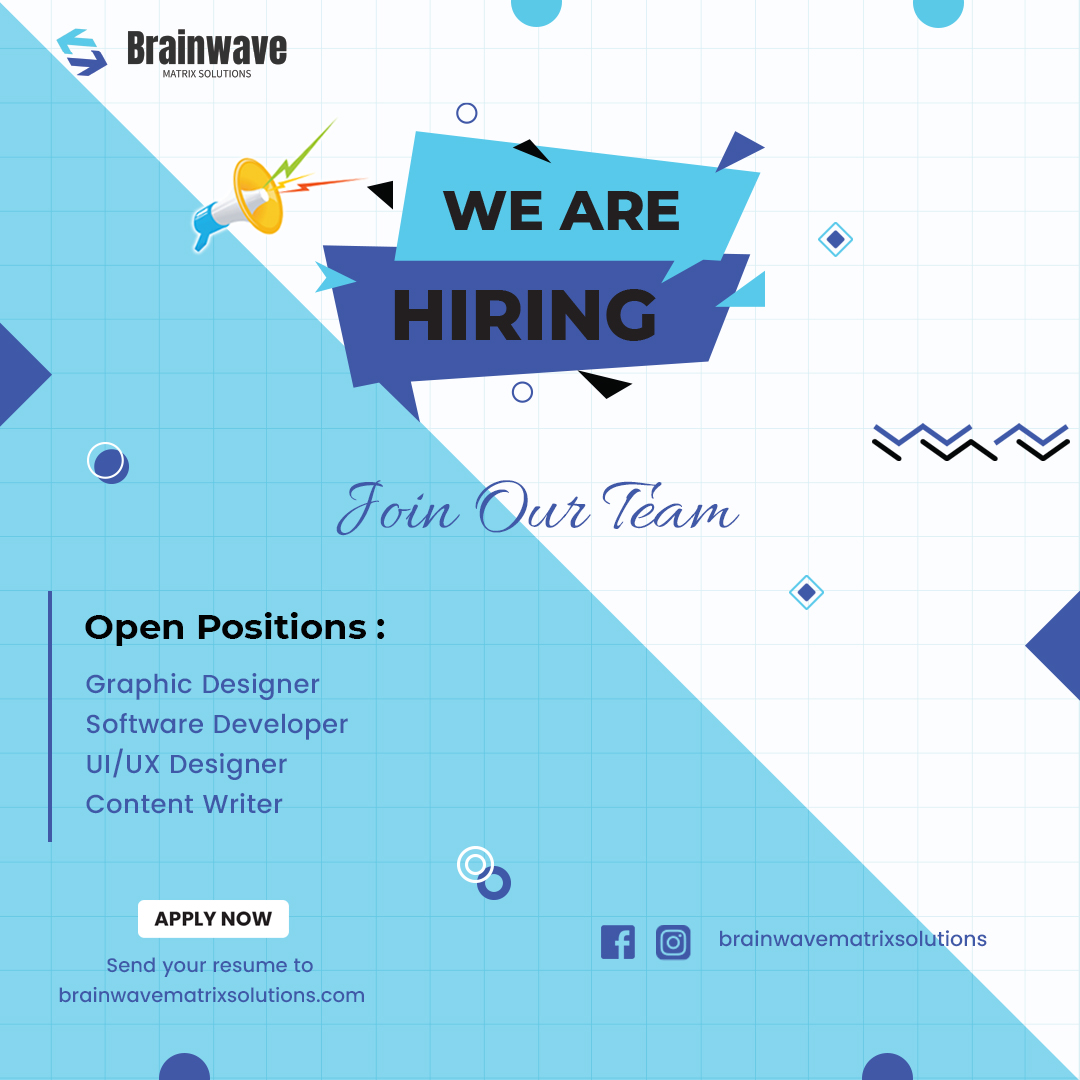 Brainwave
MATRIX SOLUTIONS
WE ARE
HIRING
Join Our Team
Open Positions :
Graphic Designer
Software Developer
UI/UX Designer
Content Writer
APPLY NOW
Send your resume to
brainwavematrixsolutions.com
brainwavematrixsolutions